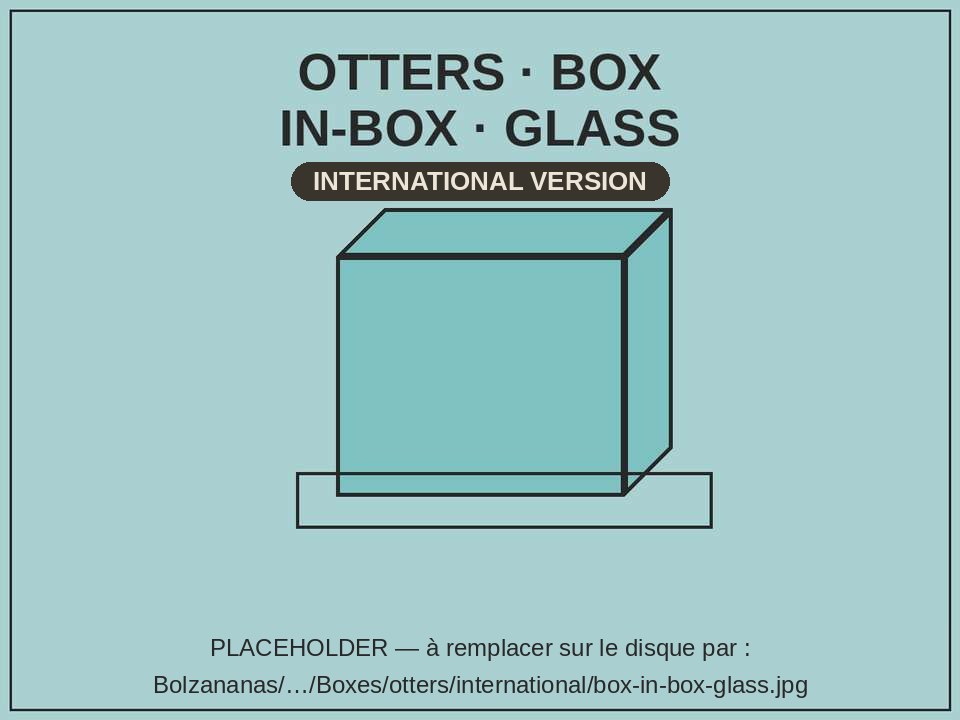 OTTERS · BOX
IN-BOX · GLASS
INTERNATIONAL VERSION
PLACEHOLDER — à remplacer sur le disque par :
Bolzananas/…/Boxes/otters/international/box-in-box-glass.jpg